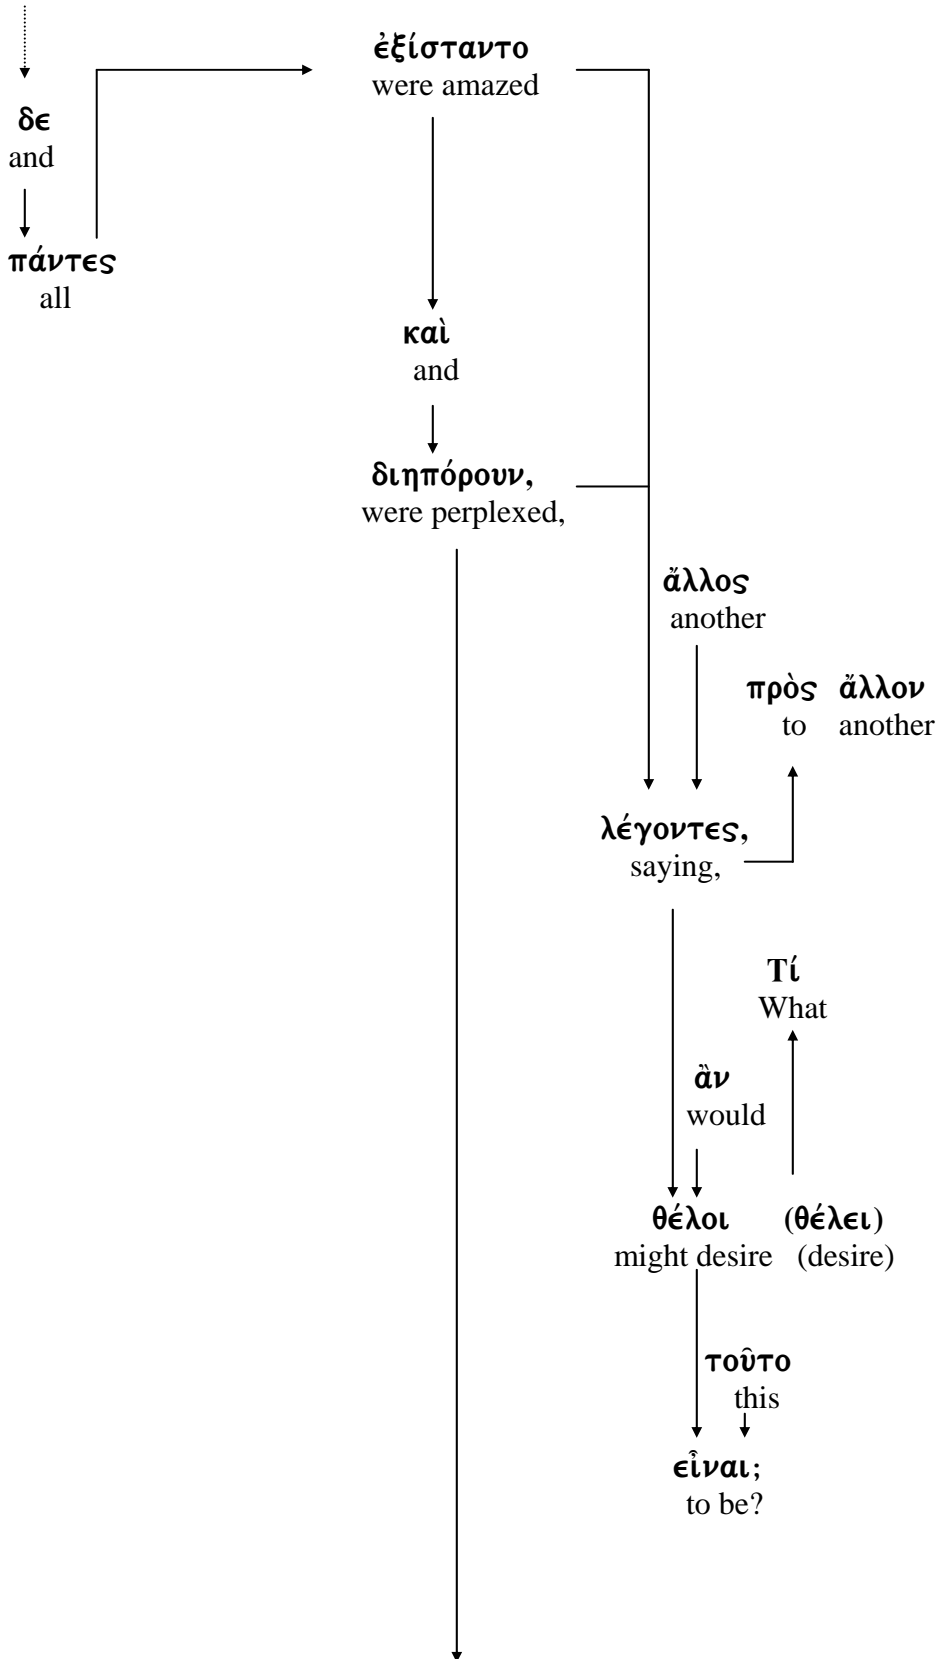 ἐξίσταντο
were amazed
δε
and
πάντες
all
καὶ
and
διηπόρουν,
were perplexed,
ἄλλος
another
πρὸς ἄλλον
to another
λέγοντες,
saying,
Τί
What
ἂν
would
θέλοι (θέλει)
might desire (desire)
τοῦτο
this
εἶναι;
to be?